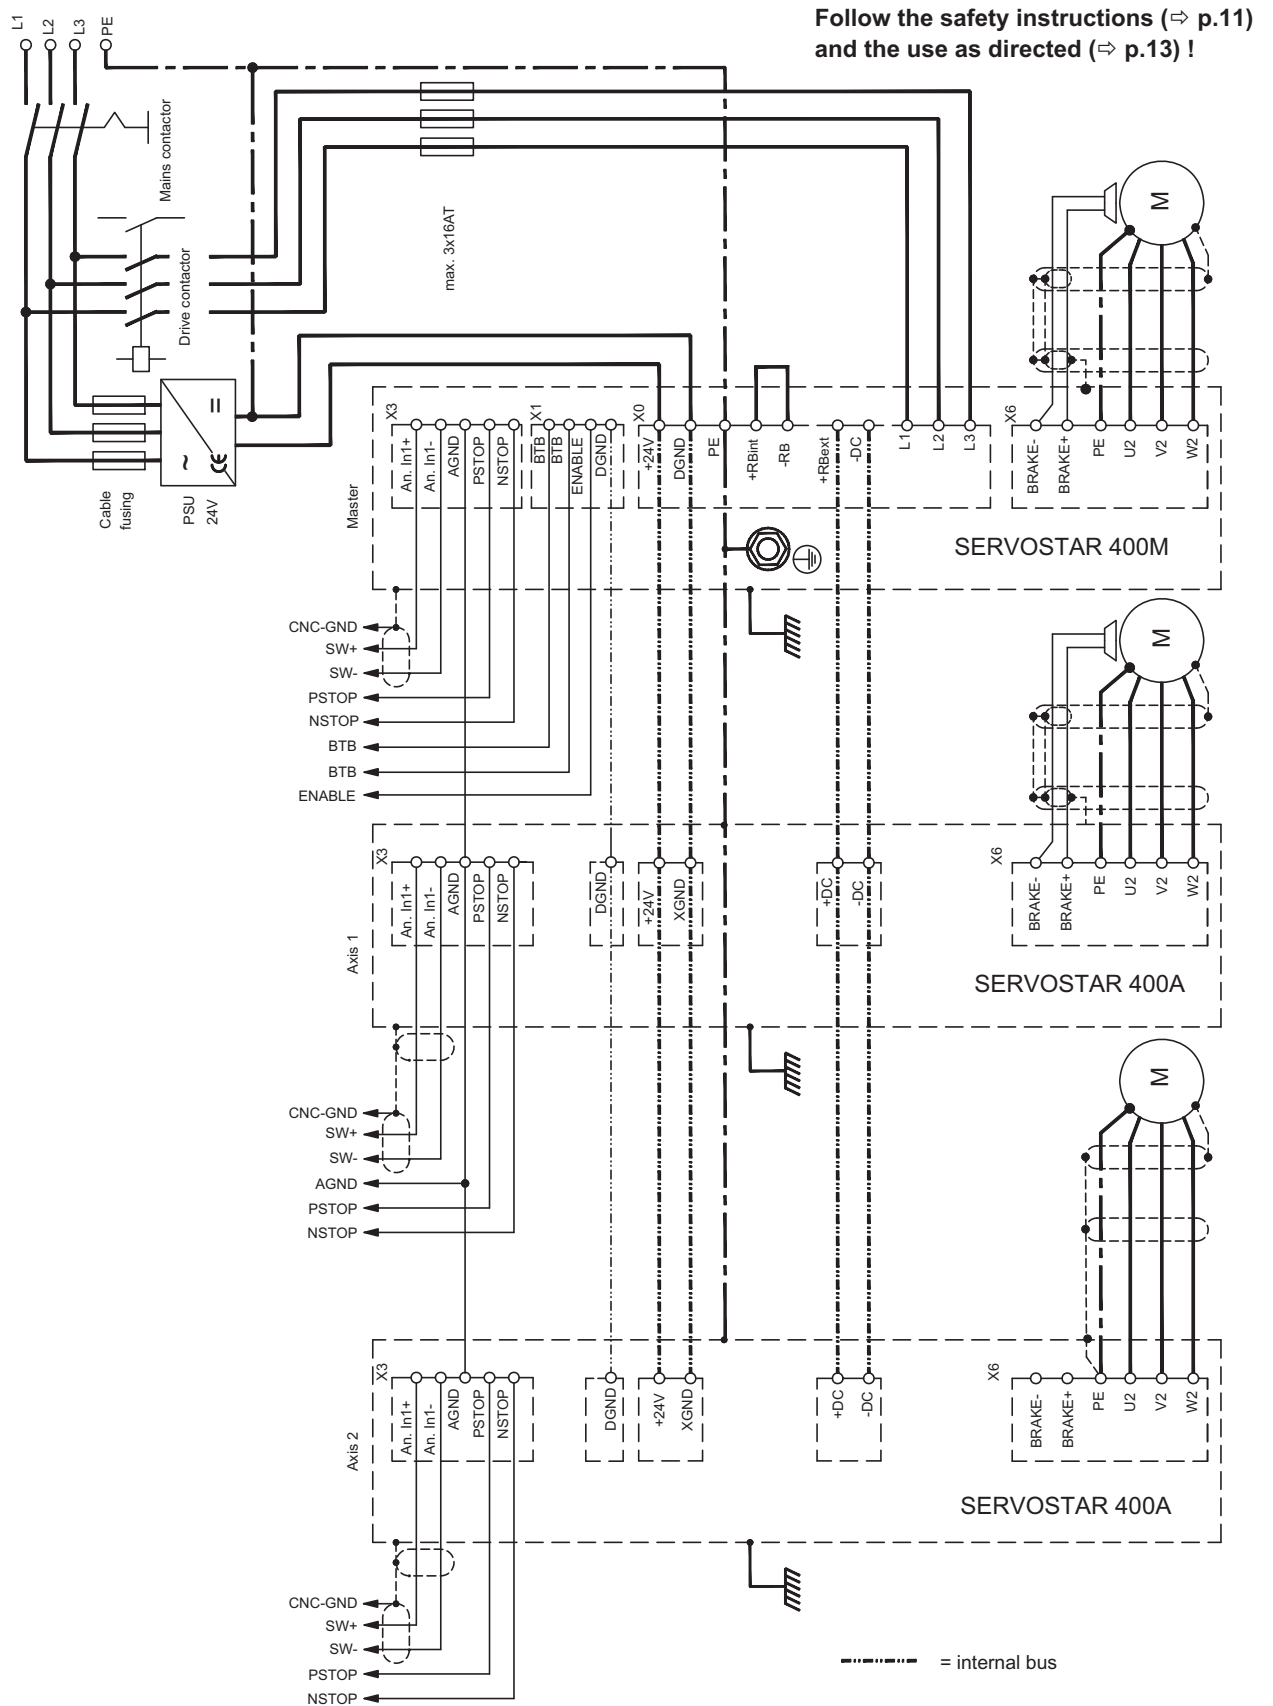 Follow the safety instructions (⇨ p.11)
and the use as directed (⇨ p.13) !
L1
L2
L3
PE
Mains contactor
Drive contactor
max. 3x16AT
Cable
fusing
PSU
24V
=
~
CE
M
Master
X3
An. In1+
An. In1-
AGND
PSTOP
NSTOP
X1
BTB
BTB
ENABLE
DGND
X0
+24V
DGND
PE
+RBint
-RB
+RBext
-DC
L1
L2
L3
X6
BRAKE-
BRAKE+
PE
U2
V2
W2
SERVOSTAR 400M
CNC-GND
SW+
SW-
PSTOP
NSTOP
BTB
BTB
ENABLE
M
Axis 1
X3
An. In1+
An. In1-
AGND
PSTOP
NSTOP
DGND
+24V
XGND
+DC
-DC
X6
BRAKE-
BRAKE+
PE
U2
V2
W2
SERVOSTAR 400A
CNC-GND
SW+
SW-
AGND
PSTOP
NSTOP
M
Axis 2
X3
An. In1+
An. In1-
AGND
PSTOP
NSTOP
DGND
+24V
XGND
+DC
-DC
X6
BRAKE-
BRAKE+
PE
U2
V2
W2
SERVOSTAR 400A
CNC-GND
SW+
SW-
PSTOP
NSTOP
= internal bus